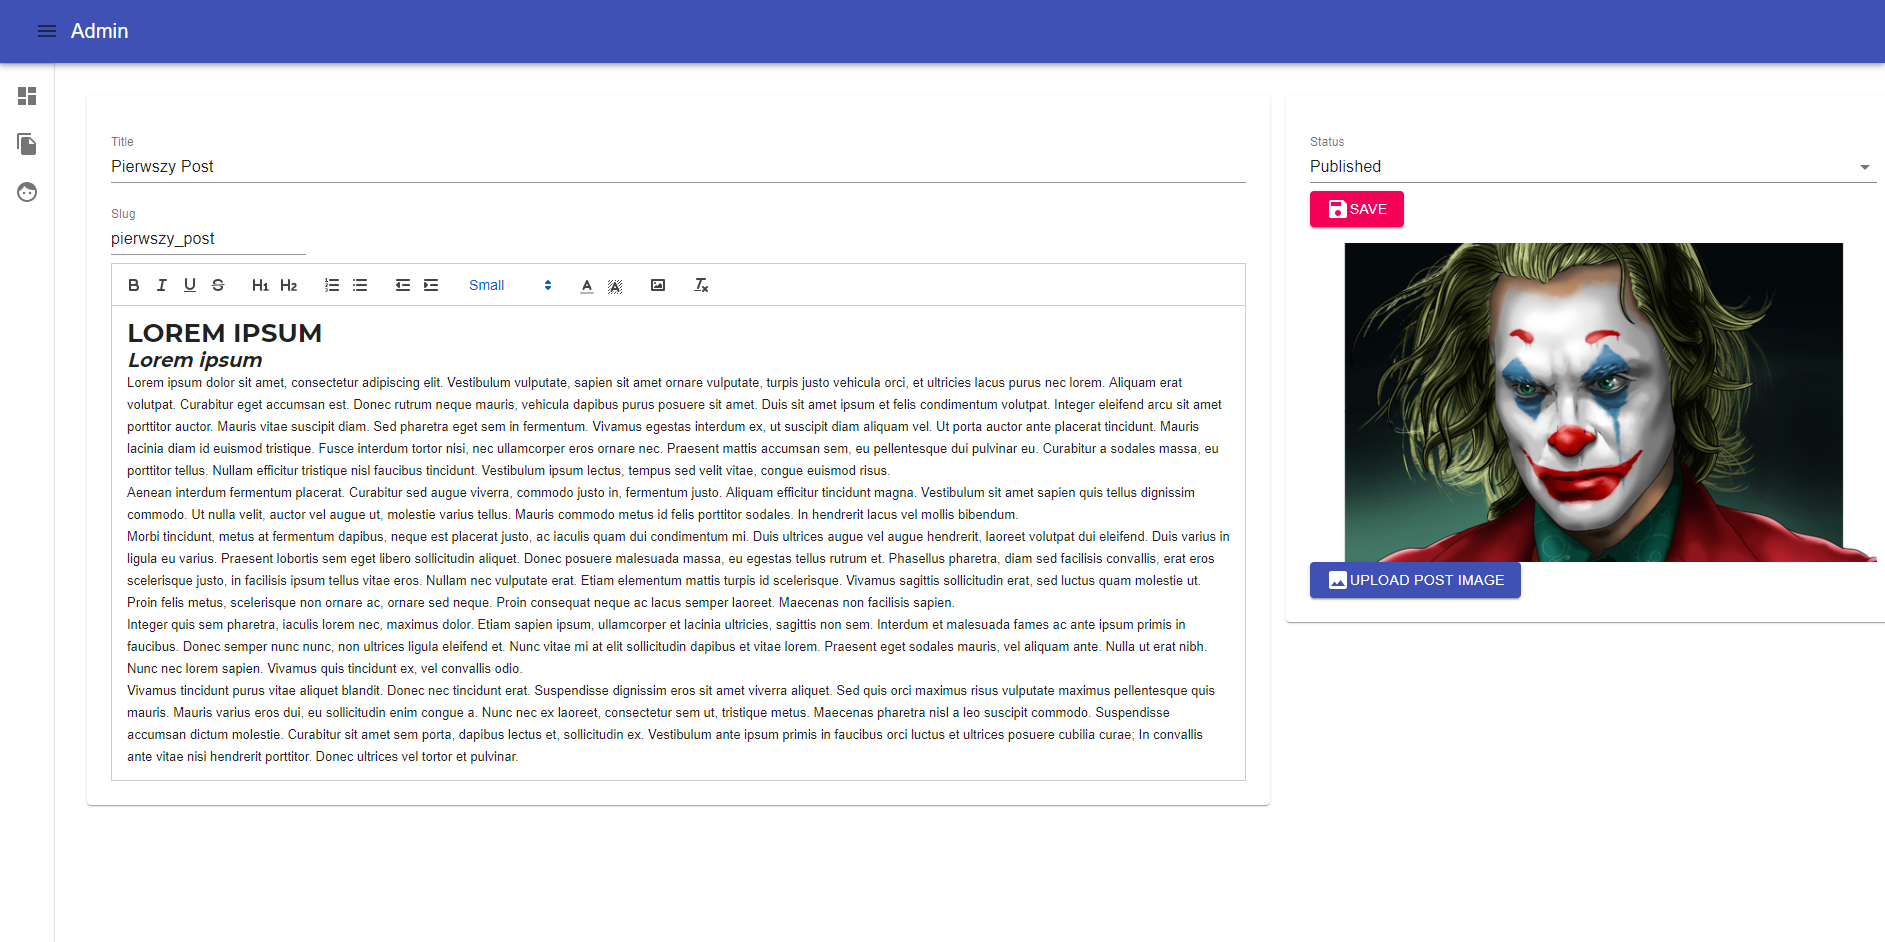 Admin
Title
Pierwszy Post
Slug
pierwszy_post
B I U S H1 H2 Small A A Tx
LOREM IPSUM
Lorem ipsum
Lorem ipsum dolor sit amet, consectetur adipiscing elit. Vestibulum vulputate, sapien sit amet ornare vulputate, turpis justo vehicula orci, et ultricies lacus purus nec lorem. Aliquam erat
volutpat. Curabitur eget accumsan est. Donec rutrum neque mauris, vehicula dapibus purus posuere sit amet. Duis sit amet ipsum et felis condimentum volutpat. Integer eleifend arcu sit amet
porttitor auctor. Mauris vitae suscipit diam. Sed pharetra eget sem in fermentum. Vivamus egestas interdum ex, ut suscipit diam aliquam vel. Ut porta auctor ante placerat tincidunt. Mauris
lacinia diam id euismod tristique. Fusce interdum tortor nisi, nec ullamcorper eros ornare nec. Praesent mattis accumsan sem, eu pellentesque dui pulvinar eu. Curabitur a sodales massa, eu
porttitor tellus. Nullam efficitur tristique nisl faucibus tincidunt. Vestibulum ipsum lectus, tempus sed velit vitae, congue euismod risus.
Aenean interdum fermentum placerat. Curabitur sed augue viverra, commodo justo in, fermentum justo. Aliquam efficitur tincidunt magna. Vestibulum sit amet sapien quis tellus dignissim
commodo. Ut nulla velit, auctor vel augue ut, molestie varius tellus. Mauris commodo metus id felis porttitor sodales. In hendrerit lacus vel mollis bibendum.
Morbi tincidunt, metus at fermentum dapibus, neque est placerat justo, ac iaculis quam dui condimentum mi. Duis ultrices augue vel augue hendrerit, laoreet volutpat dui eleifend. Duis varius in
ligula eu varius. Praesent lobortis sem eget libero sollicitudin aliquet. Donec posuere malesuada massa, eu egestas tellus rutrum et. Phasellus pharetra, diam sed facilisis convallis, erat eros
scelerisque justo, in facilisis ipsum tellus vitae eros. Nullam nec vulputate erat. Etiam elementum mattis turpis id scelerisque. Vivamus sagittis sollicitudin erat, sed luctus quam molestie ut.
Proin felis metus, scelerisque non ornare ac, ornare sed neque. Proin consequat neque ac lacus semper laoreet. Maecenas non facilisis sapien.
Integer quis sem pharetra, iaculis lorem nec, maximus dolor. Etiam sapien ipsum, ullamcorper et lacinia ultricies, sagittis non sem. Interdum et malesuada fames ac ante ipsum primis in
faucibus. Donec semper nunc nunc, non ultrices ligula eleifend et. Nunc vitae mi at elit sollicitudin dapibus et vitae lorem. Praesent eget sodales mauris, vel aliquam ante. Nulla ut erat nibh.
Nunc nec lorem sapien. Vivamus quis tincidunt ex, vel convallis odio.
Vivamus tincidunt purus vitae aliquet blandit. Donec nec tincidunt erat. Suspendisse dignissim eros sit amet viverra aliquet. Sed quis orci maximus risus vulputate maximus pellentesque quis
mauris. Mauris varius eros dui, eu sollicitudin enim congue a. Nunc nec ex laoreet, consectetur sem ut, tristique metus. Maecenas pharetra nisl a leo suscipit commodo. Suspendisse
accumsan dictum molestie. Curabitur sit amet sem porta, dapibus lectus et, sollicitudin ex. Vestibulum ante ipsum primis in faucibus orci luctus et ultrices posuere cubilia curae; In convallis
ante vitae nisi hendrerit porttitor. Donec ultrices vel tortor et pulvinar.
Status
Published
SAVE
UPLOAD POST IMAGE